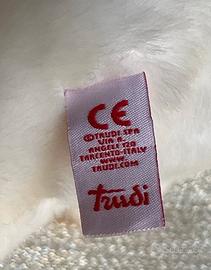 CE
©TRUDI SPA
VIA A.
ANGELI 120
TARCENTO-ITALY
WWW.
TRUDI.COM
Trudi